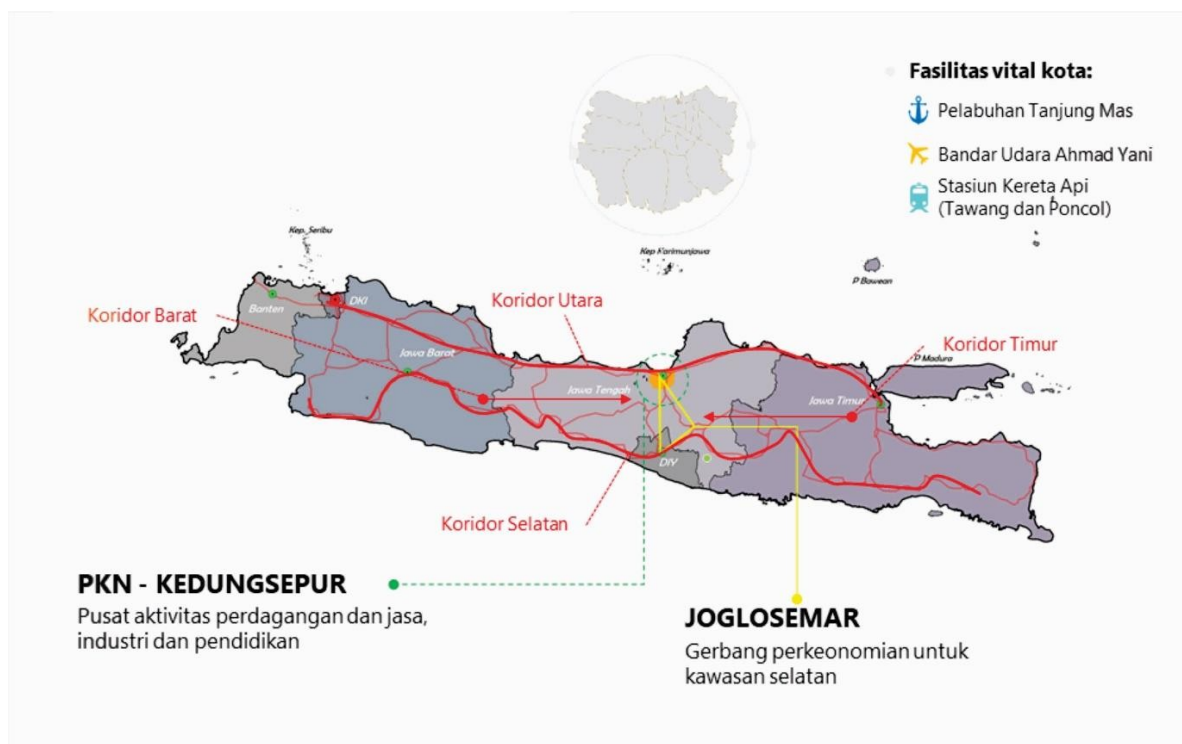 Fasilitas vital kota:
Pelabuhan Tanjung Mas
Bandar Udara Ahmad Yani
Stasiun Kereta Api
(Tawang dan Poncol)
Kep. Seribu
Kep Karimunjawa
P Bawean
Koridor Barat
Banten
DKI
Koridor Utara
Koridor Timur
P Madura
Jawa Barat
Jawa Tengah
Jawa Timur
DIY
Koridor Selatan
PKN - KEDUNGSEPUR
Pusat aktivitas perdagangan dan jasa,
industri dan pendidikan
JOGLOSEMAR
Gerbang perkeonomian untuk
kawasan selatan